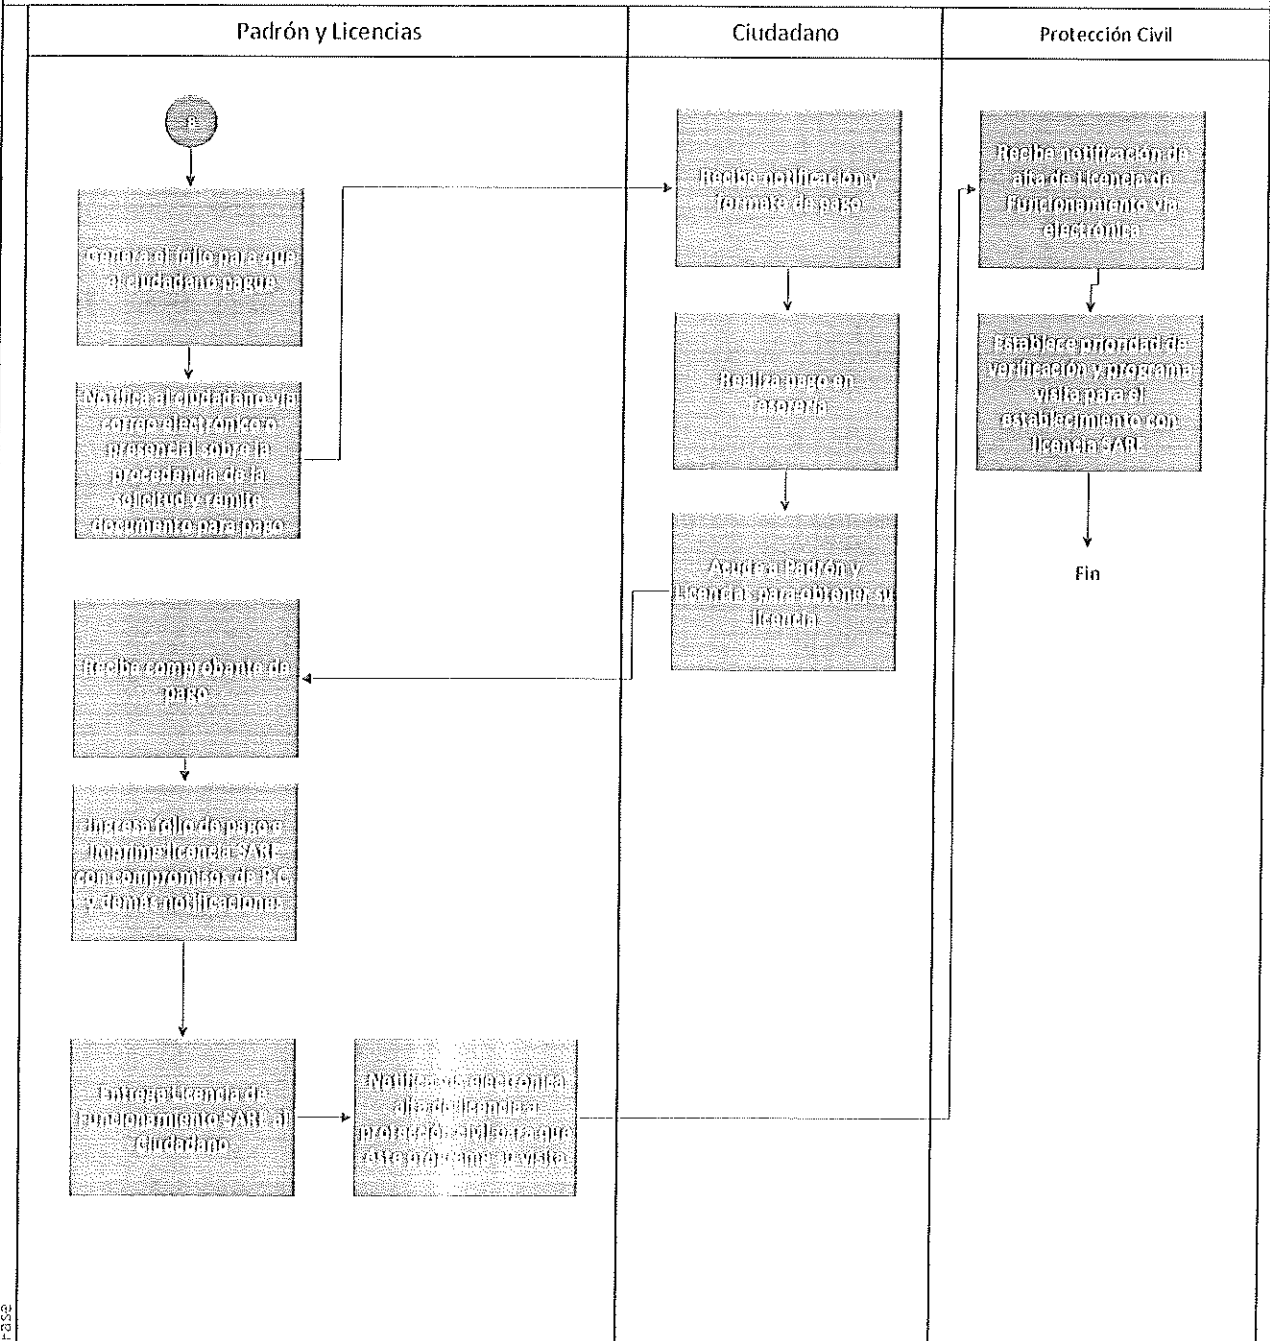 Padrón y Licencias
Ciudadano
Protección Civil
Genera el folio para que
el ciudadano pague
Notifica al ciudadano vía
correo electrónico o
presencial sobre la
procedencia de la
solicitud y remite
documento para pago
Recibe comprobante de
pago
Ingresa folio de pago e
imprime licencia SARE
con compromisos de P.C.
y demás notificaciones
Entrega Licencia de
Funcionamiento SARE al
Ciudadano
Notifica vía electrónica
alta de licencia a
protección civil para que
éste programe su visita
Recibe notificación y
formato de pago
Realiza pago en
Tesorería
Acude a Padrón y
Licencias para obtener su
licencia
Recibe notificación de
alta de Licencia de
Funcionamiento vía
electrónica
Establece prioridad de
verificación y programa
visita para el
establecimiento con
licencia SARE
Fin
Fase